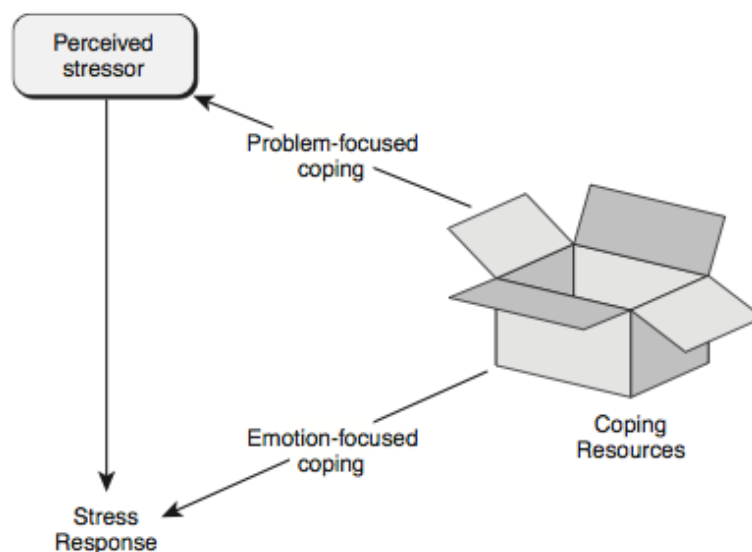 Perceived
stressor
Problem-focused
coping
Emotion-focused
coping
Coping
Resources
Stress
Response